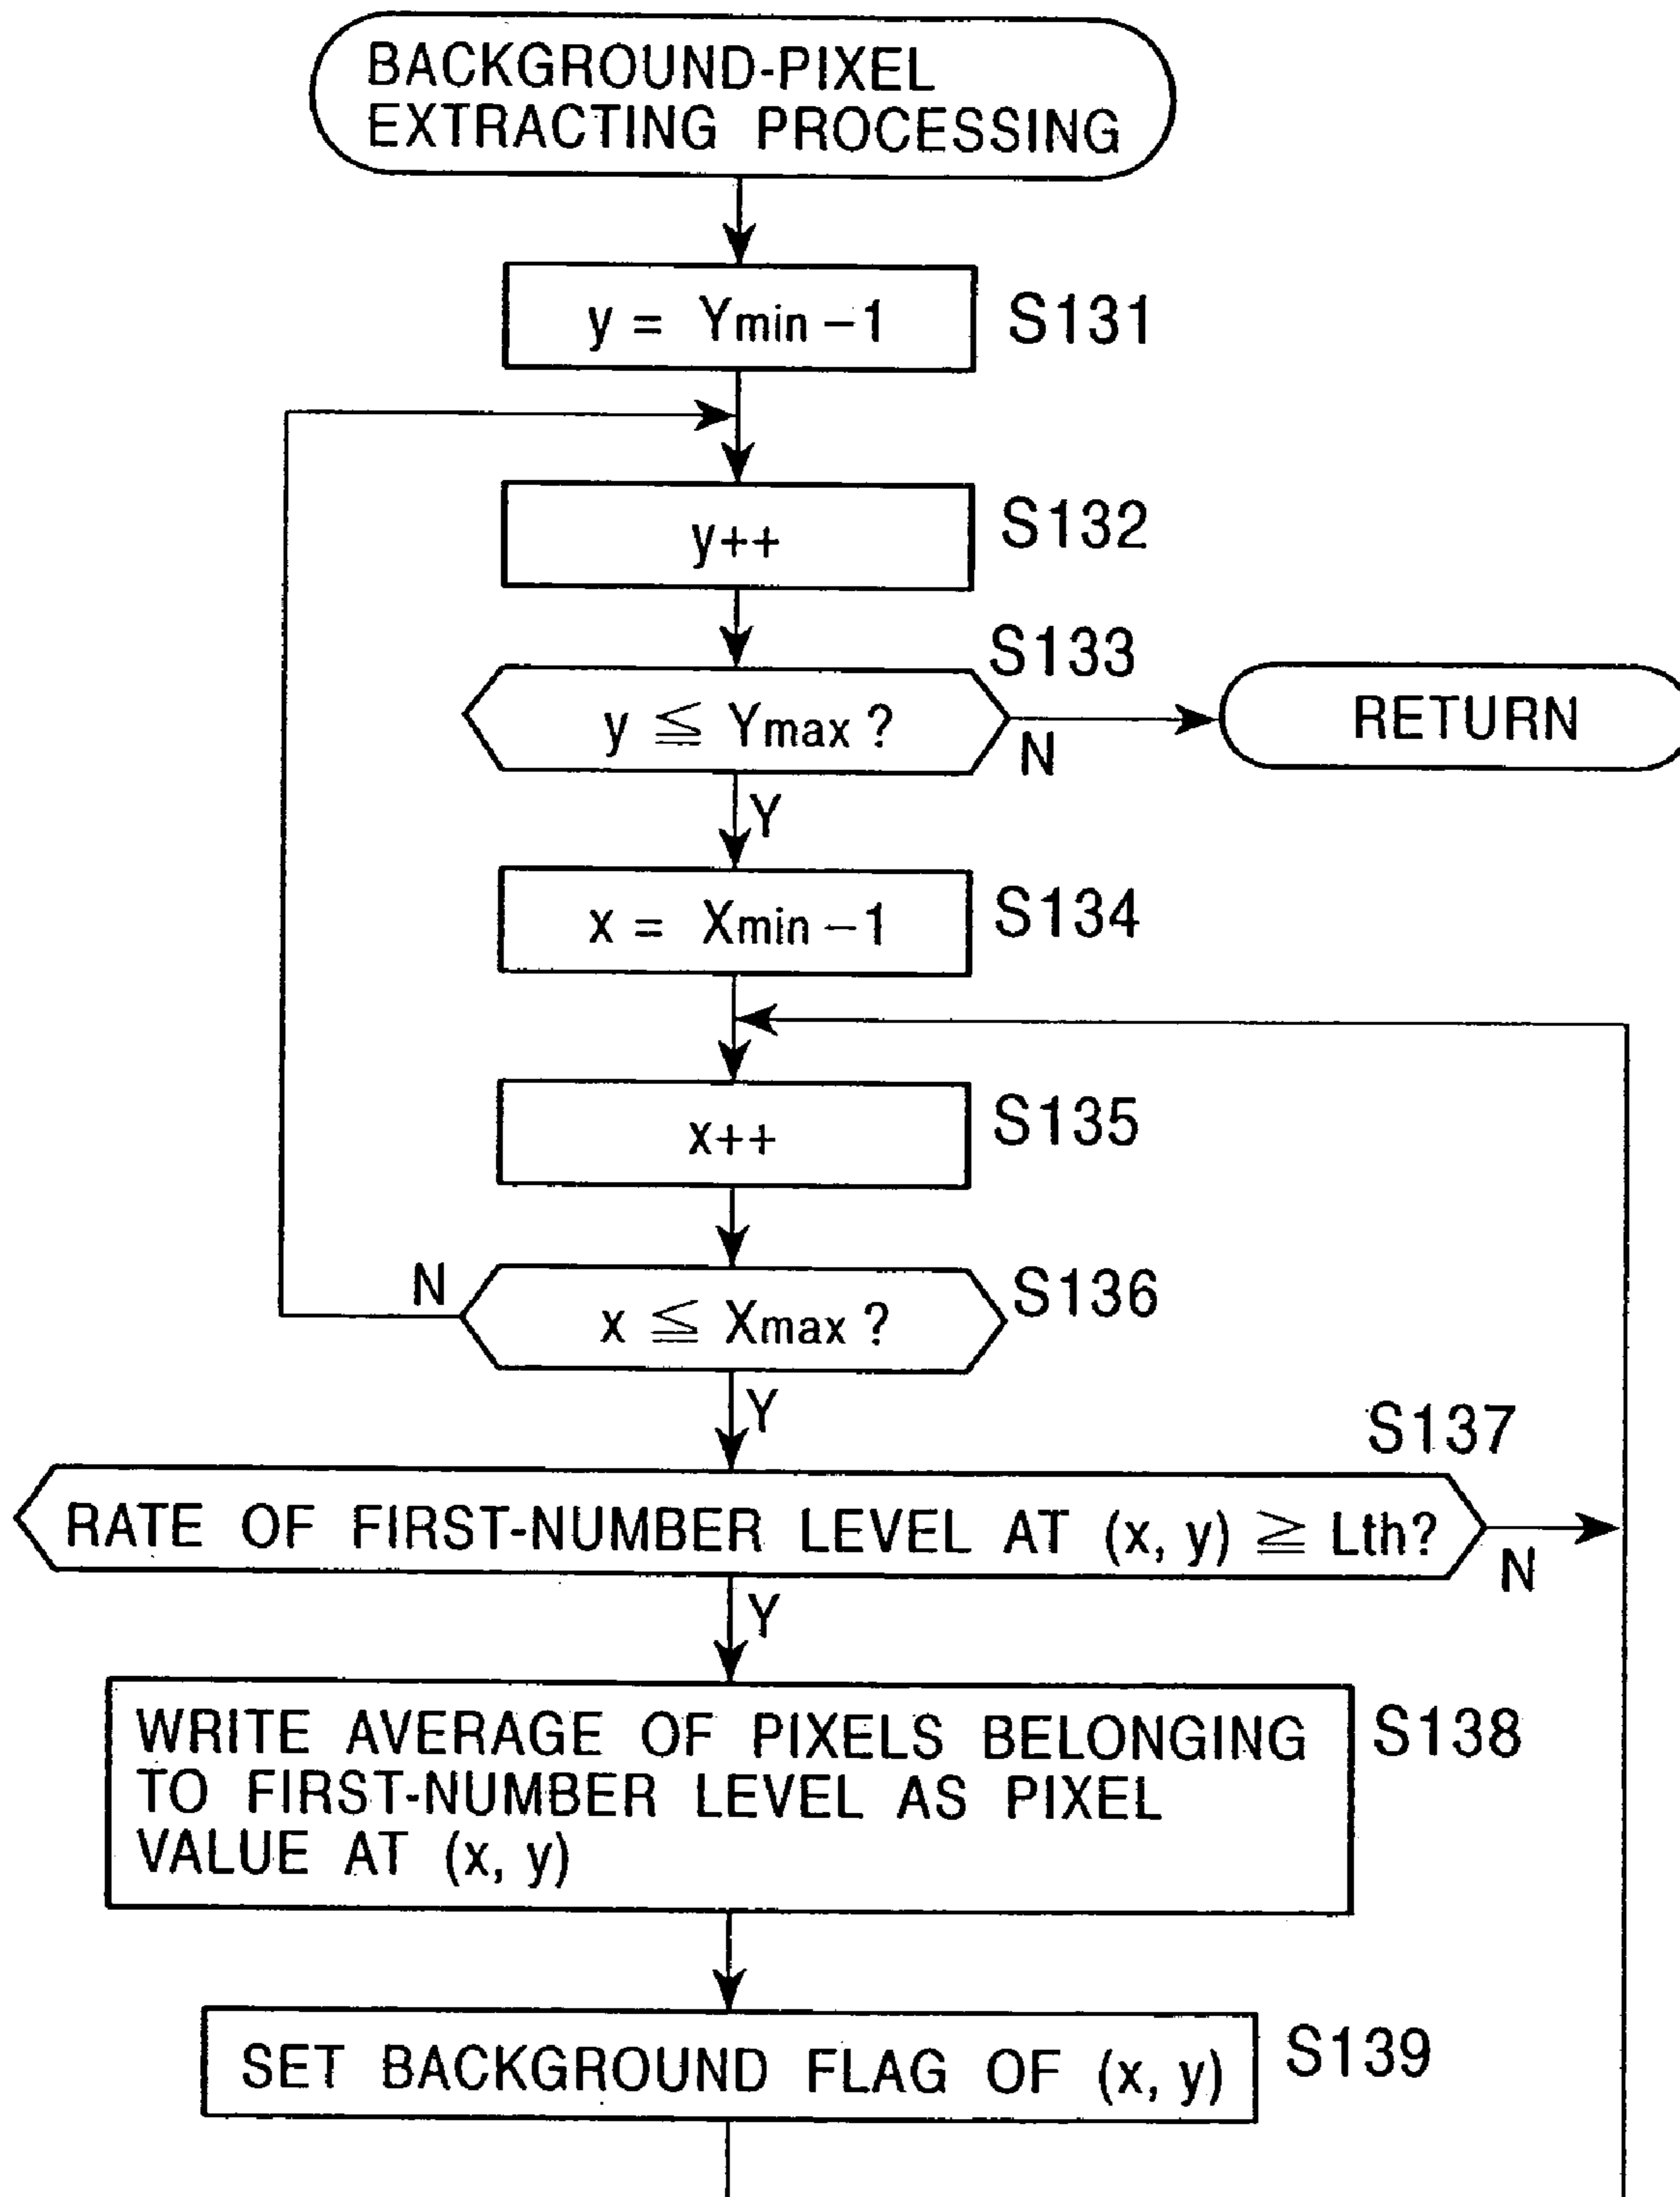 BACKGROUND-PIXEL
EXTRACTING PROCESSING
y = Ymin −1
S131
y++
S132
S133
y ≦ Ymax ?
N
RETURN
Y
x = Xmin −1
S134
x++
S135
N
x ≦ Xmax ?
S136
Y
S137
RATE OF FIRST-NUMBER LEVEL AT (x, y) ≧ Lth?
N
Y
WRITE AVERAGE OF PIXELS BELONGING
TO FIRST-NUMBER LEVEL AS PIXEL
VALUE AT (x, y)
S138
SET BACKGROUND FLAG OF (x, y)
S139